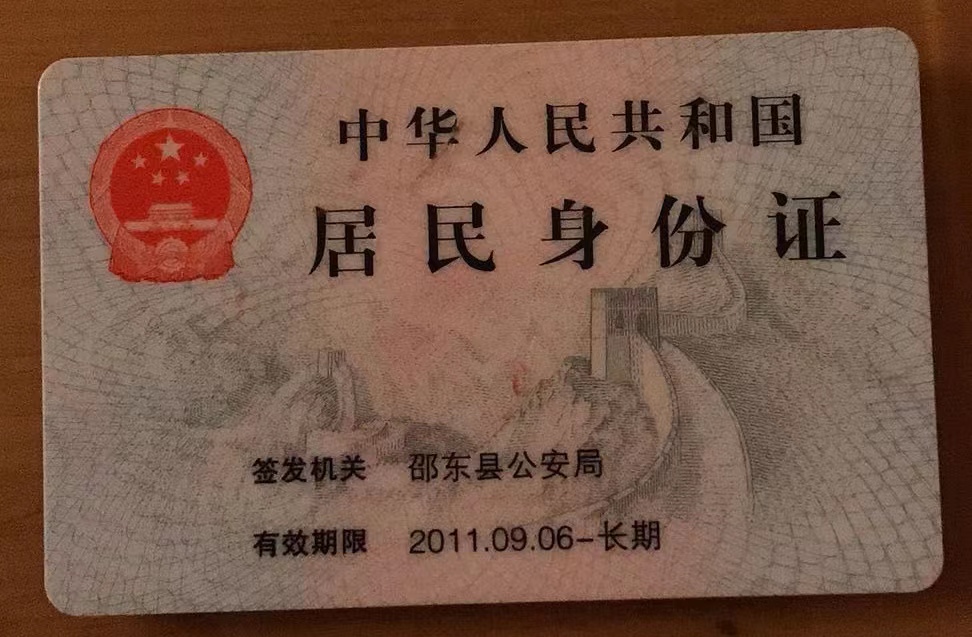 中华人民共和国
居民身份证
签发机关 邵东县公安局
有效期限 2011.09.06-长期